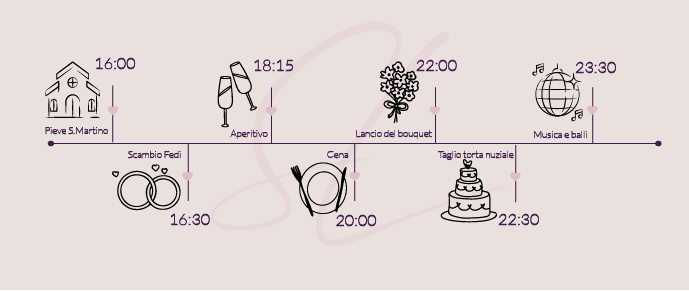 16:00
Pieve S.Martino
Scambio Fedi
16:30
18:15
Aperitivo
Cena
20:00
22:00
Lancio del bouquet
Taglio torta nuziale
22:30
23:30
Musica e balli